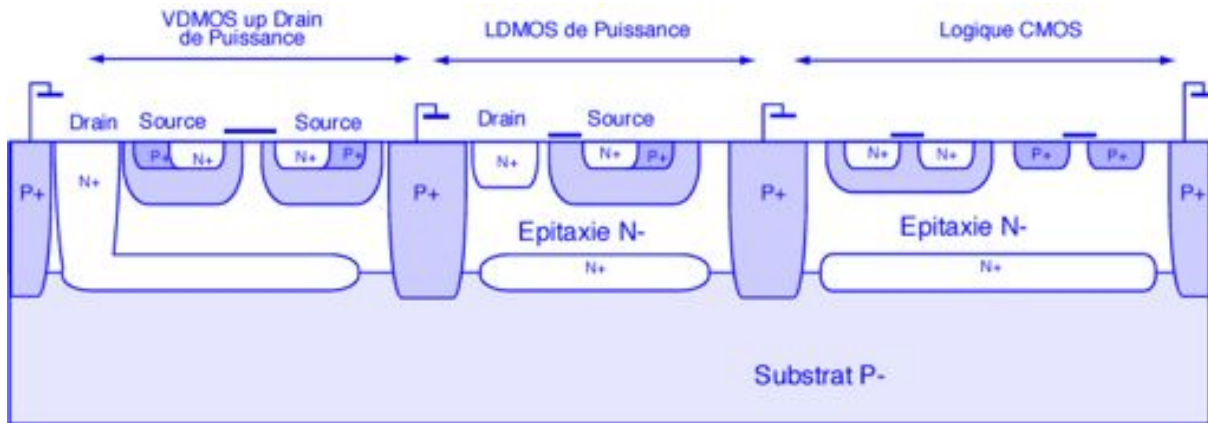 VDMOS up Drain
de Puissance
LDMOS de Puissance
Logique CMOS
Drain Source Source
Drain Source
P+ N+ N+ P+
N+
N+ P+
N+ N+
P+ P+
N+
P+
P+
P+
P+
Epitaxie N-
Epitaxie N-
N+
N+
Substrat P-